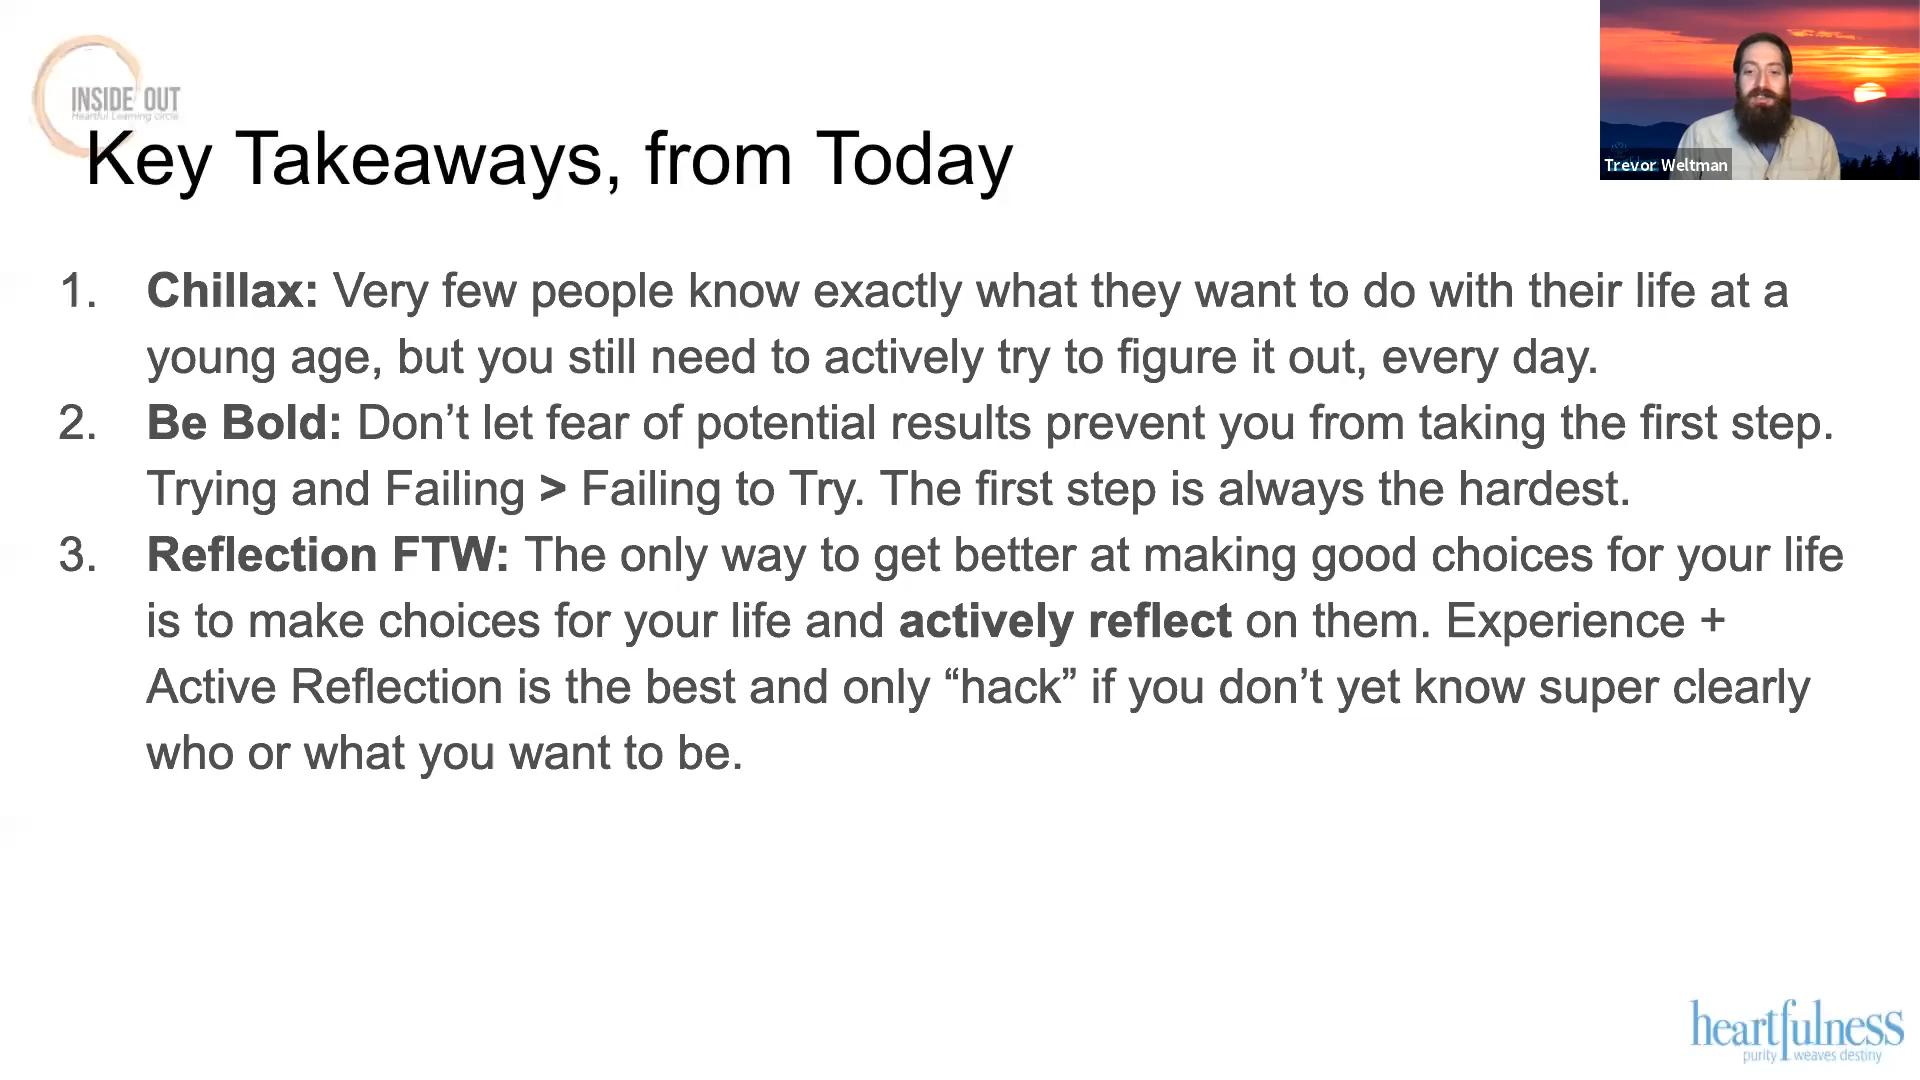 INSIDE OUT
Heartful Learning circle
Key Takeaways, from Today
Trevor Weltman
1. Chillax: Very few people know exactly what they want to do with their life at a
young age, but you still need to actively try to figure it out, every day.
2. Be Bold: Don’t let fear of potential results prevent you from taking the first step.
Trying and Failing > Failing to Try. The first step is always the hardest.
3. Reflection FTW: The only way to get better at making good choices for your life
is to make choices for your life and actively reflect on them. Experience +
Active Reflection is the best and only “hack” if you don’t yet know super clearly
who or what you want to be.
heartfulness
purity weaves destiny